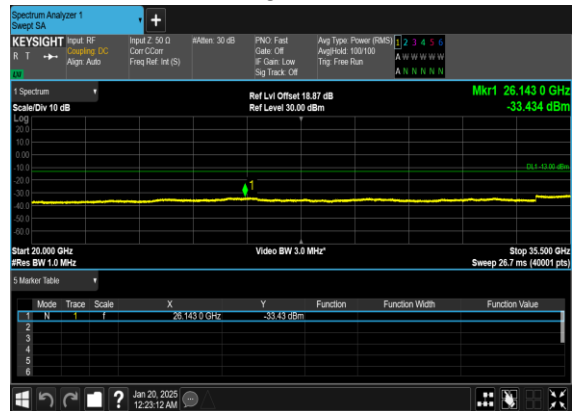 Spectrum Analyzer 1
Swept SA
KEYSIGHT
R T
Input: RF
Coupling: DC
Align: Auto
Input Z: 50 Ω
Corr CCorr
Freq Ref: Int (S)
#Atten: 30 dB
PNO: Fast
Gate: Off
IF Gain: Low
Sig Track: Off
Avg Type: Power (RMS)
Avg|Hold: 100/100
Trig: Free Run
1 2 3 4 5 6
A W W W W W
A N N N N N
1 Spectrum
Scale/Div 10 dB
Ref Lvl Offset 18.87 dB
Ref Level 30.00 dBm
Mkr1 26.143 0 GHz
-33.434 dBm
Log
20.0
10.0
0.00
-10.0
-20.0
-30.0
-40.0
-50.0
-60.0
DL1 -13.00 dBm
1
Start 20.000 GHz
#Res BW 1.0 MHz
Video BW 3.0 MHz*
Stop 35.500 GHz
Sweep 26.7 ms (40001 pts)
5 Marker Table
Mode Trace Scale X Y Function Function Width Function Value
1 N 1 f 26.143 0 GHz -33.43 dBm
2
3
4
5
6
?
Jan 20, 2025
12:23:12 AM